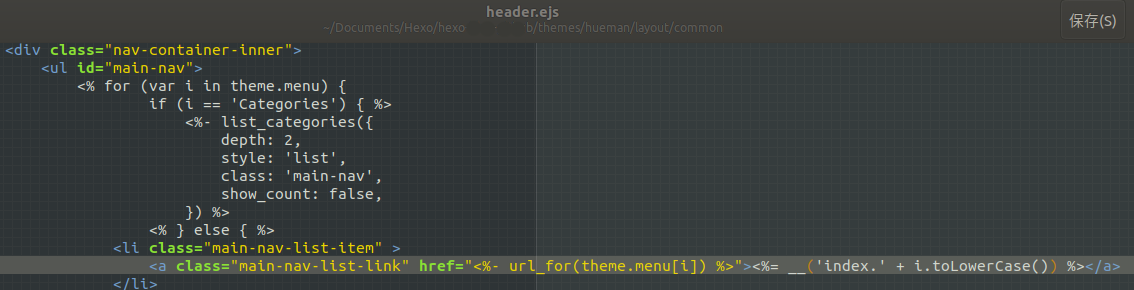 header.ejs
~/Documents/Hexo/hexo - b/themes/hueman/layout/common
保存(S)
<div class="nav-container-inner">
<ul id="main-nav">
<% for (var i in theme.menu) {
if (i == 'Categories') { %>
<%- list_categories({
depth: 2,
style: 'list',
class: 'main-nav',
show_count: false,
}) %>
<% } else { %>
<li class="main-nav-list-item" >
<a class="main-nav-list-link" href="<%- url_for(theme.menu[i]) %>"><%= __('index.' + i.toLowerCase()) %></a>
</li>